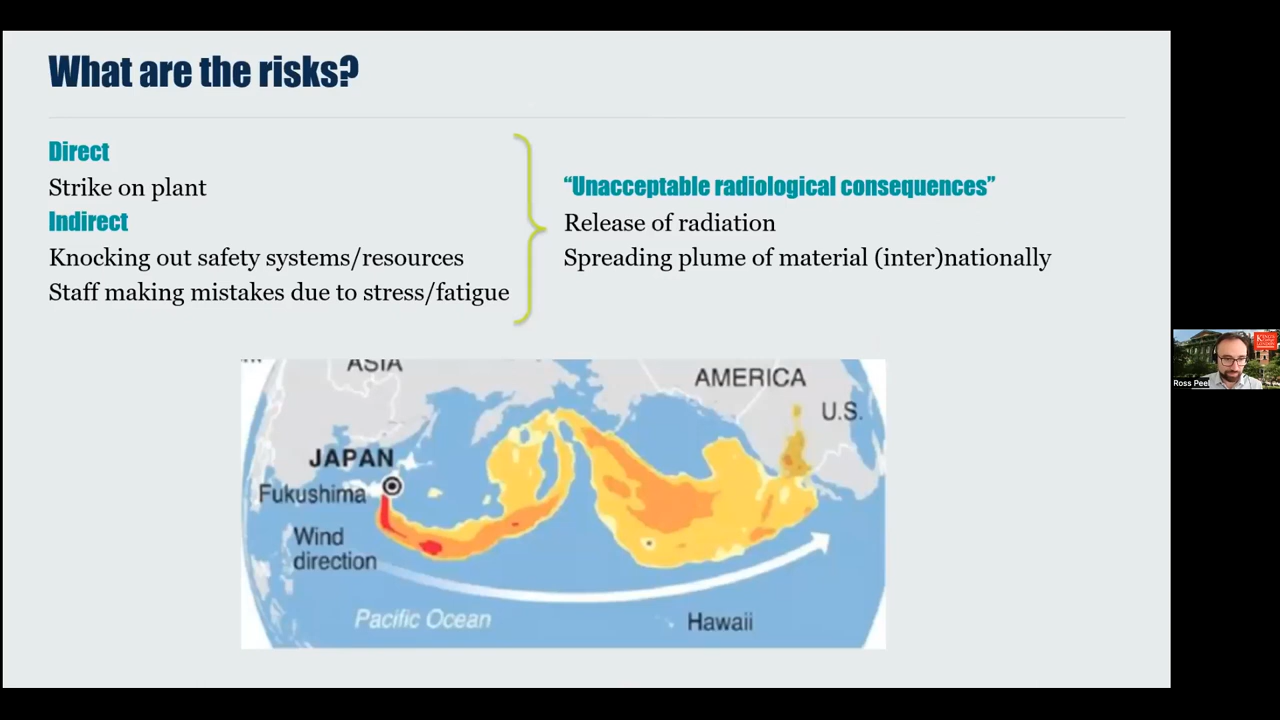 What are the risks?
Direct
Strike on plant
Indirect
Knocking out safety systems/resources
Staff making mistakes due to stress/fatigue
“Unacceptable radiological consequences”
Release of radiation
Spreading plume of material (inter)nationally
ASIA
AMERICA
U.S.
JAPAN
Fukushima
Wind
direction
Pacific Ocean
Hawaii
Ross Peel